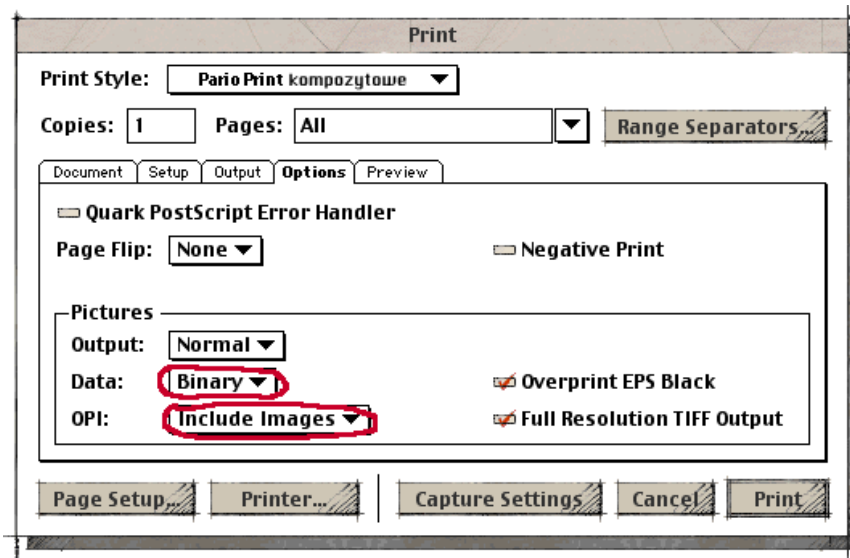 Print
Print Style: Pario Print kompozytowe
Copies: 1 Pages: All Range Separators...
Document Setup Output Options Preview
Quark PostScript Error Handler
Page Flip: None Negative Print
Pictures
Output: Normal
Data: Binary Overprint EPS Black
OPI: Include Images Full Resolution TIFF Output
Page Setup... Printer... Capture Settings Cancel Print